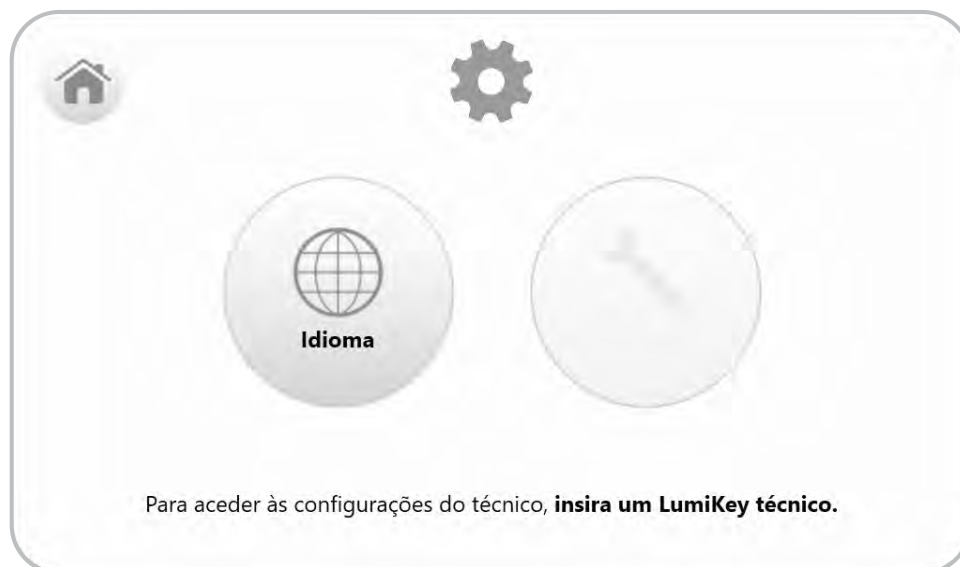 Idioma
Para aceder às configurações do técnico, insira um LumiKey técnico.